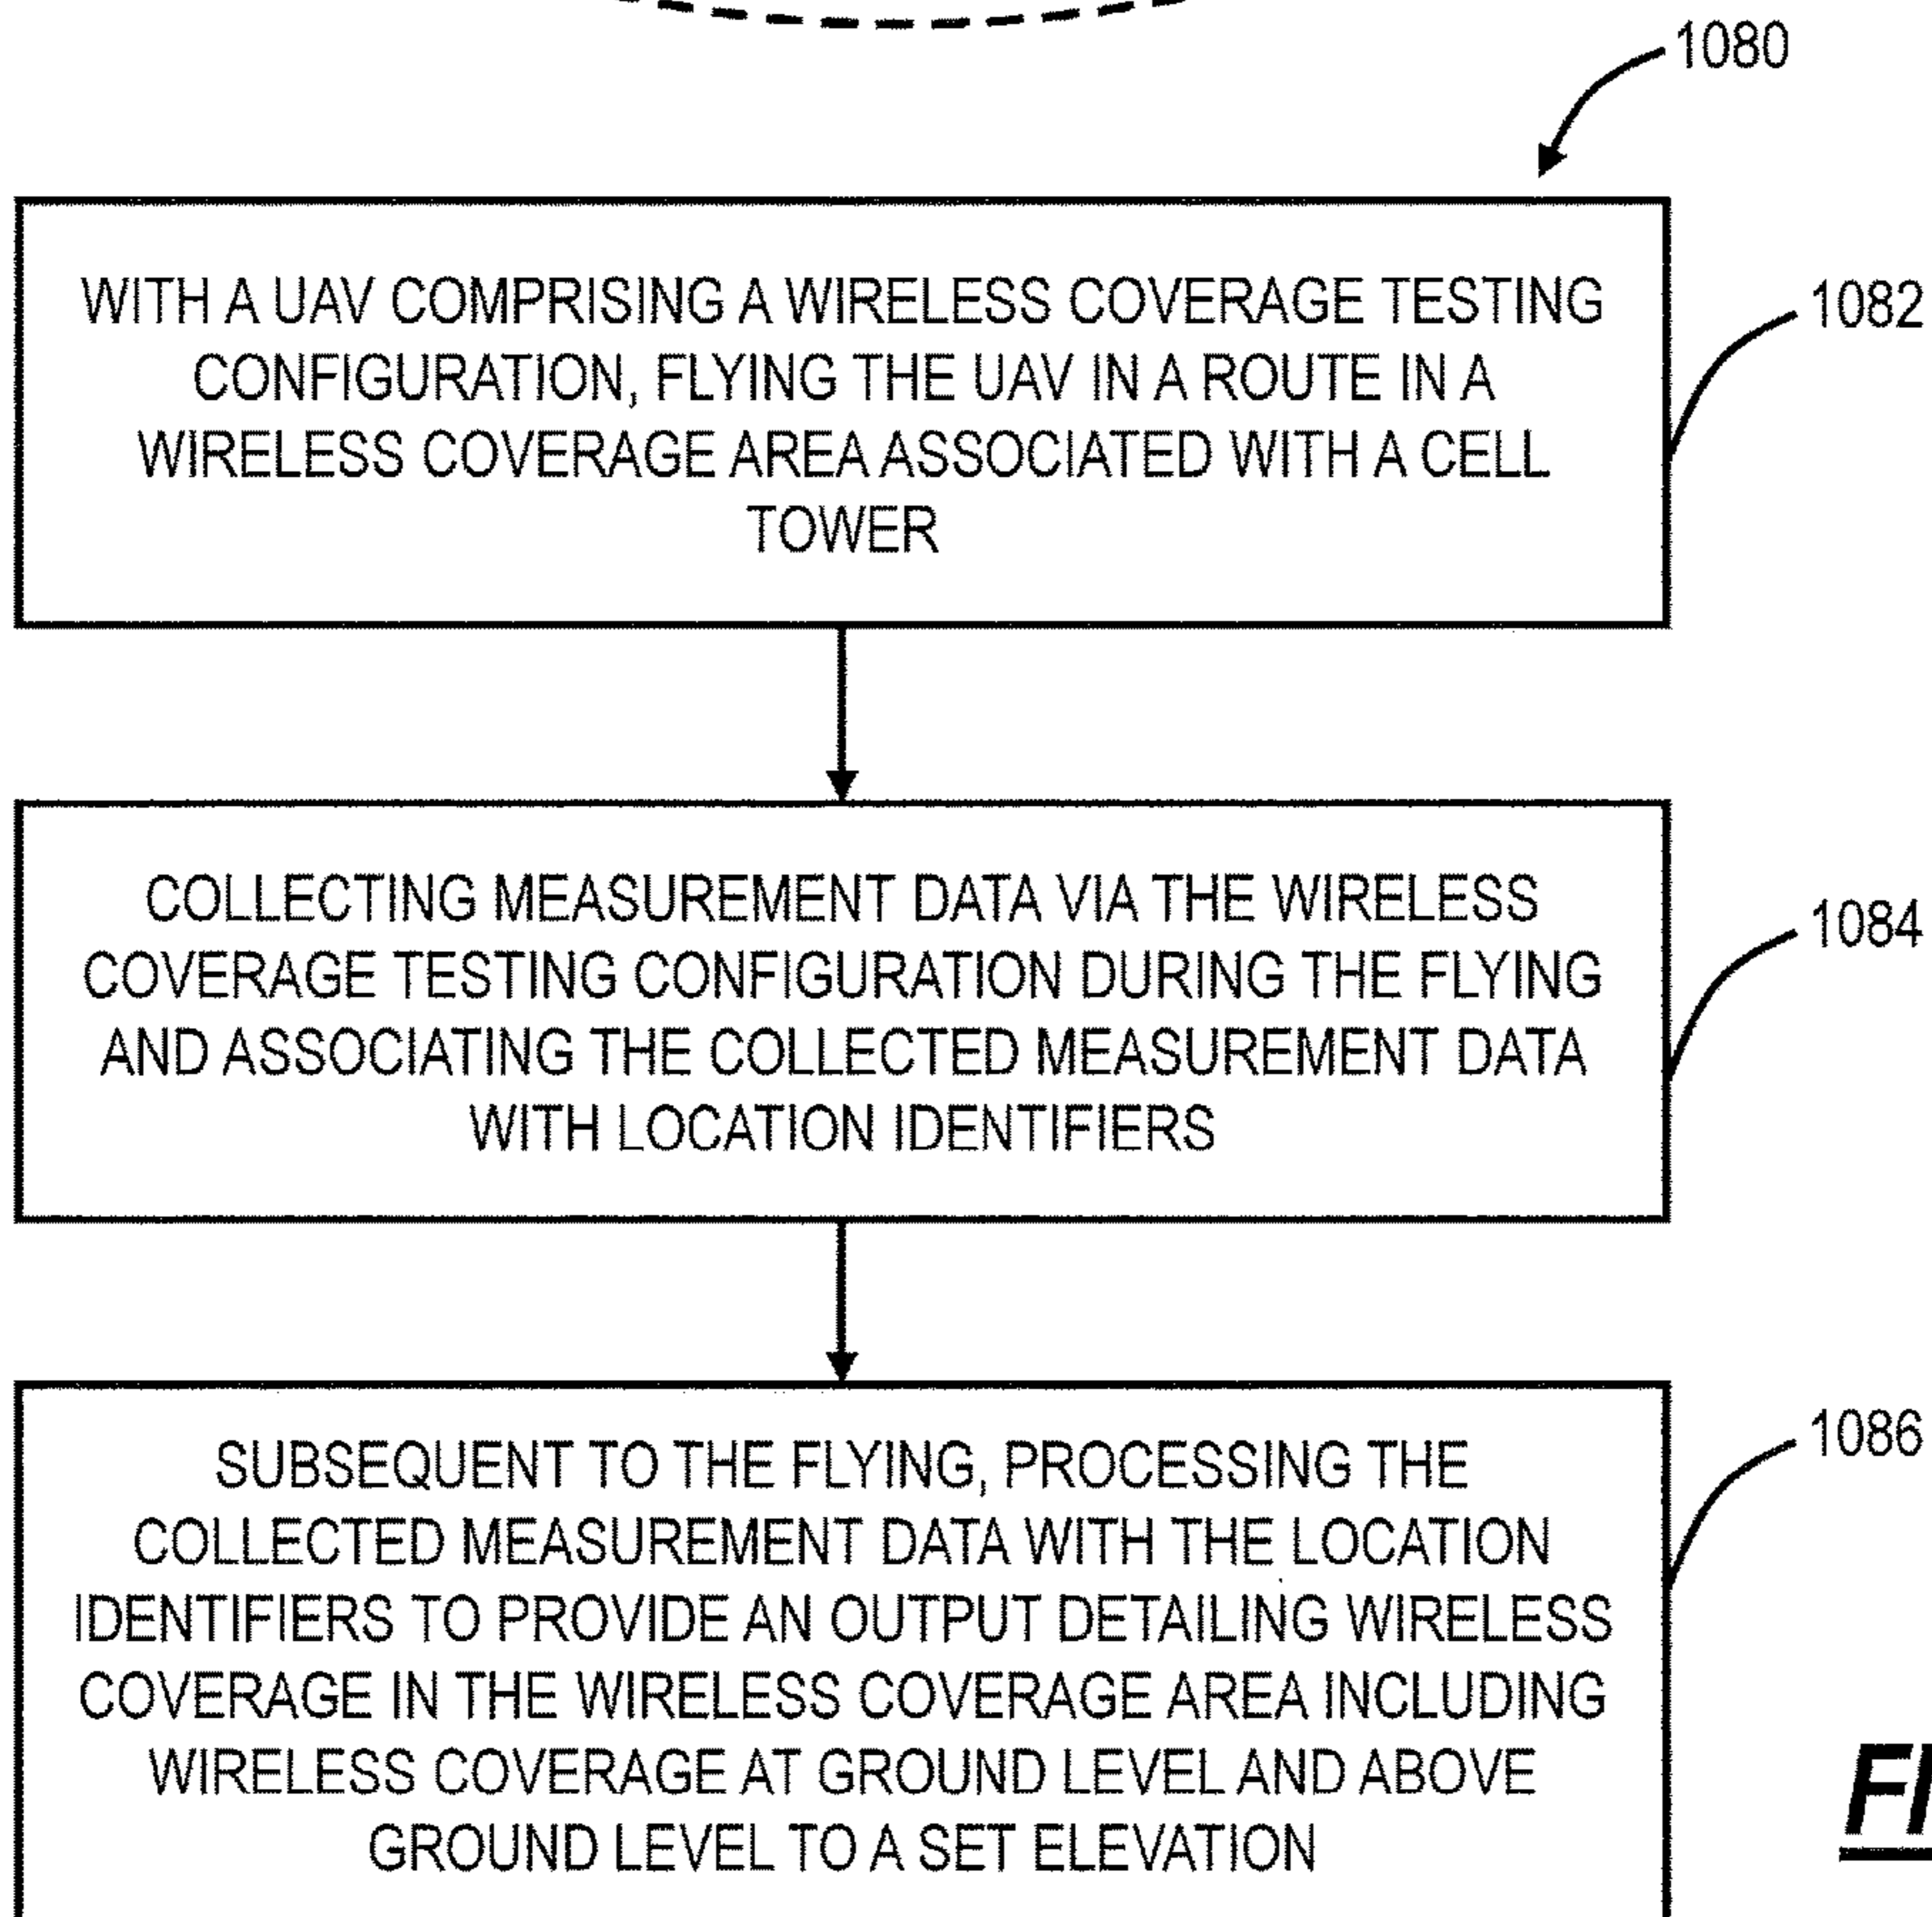 1080
WITH A UAV COMPRISING A WIRELESS COVERAGE TESTING
CONFIGURATION, FLYING THE UAV IN A ROUTE IN A
WIRELESS COVERAGE AREA ASSOCIATED WITH A CELL
TOWER
1082
COLLECTING MEASUREMENT DATA VIA THE WIRELESS
COVERAGE TESTING CONFIGURATION DURING THE FLYING
AND ASSOCIATING THE COLLECTED MEASUREMENT DATA
WITH LOCATION IDENTIFIERS
1084
SUBSEQUENT TO THE FLYING, PROCESSING THE
COLLECTED MEASUREMENT DATA WITH THE LOCATION
IDENTIFIERS TO PROVIDE AN OUTPUT DETAILING WIRELESS
COVERAGE IN THE WIRELESS COVERAGE AREA INCLUDING
WIRELESS COVERAGE AT GROUND LEVEL AND ABOVE
GROUND LEVEL TO A SET ELEVATION
1086